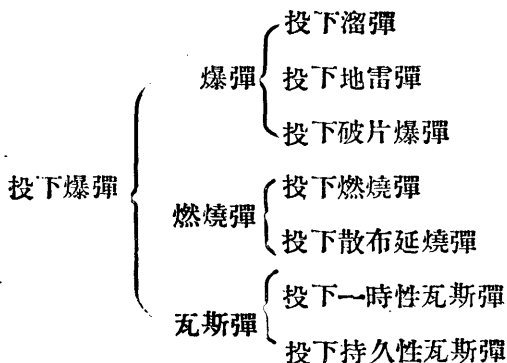 投下爆彈
爆彈
投下溜彈
投下地雷彈
投下破片爆彈
燃燒彈
投下燃燒彈
投下散布延燒彈
瓦斯彈
投下一時性瓦斯彈
投下持久性瓦斯彈